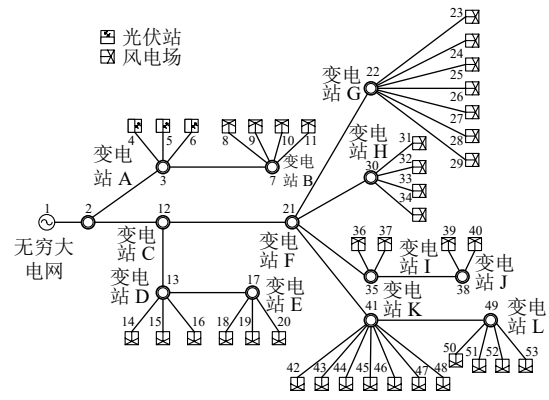 光伏站
风电场
23
24
25
26
27
28
29
变电
站 G
22
4
5
6
8
9
10
11
变电
站 A
3
7
变电
站 B
变电
站 H
30
31
32
33
34
1
2
12
21
无穷大
电网
变电
站 C
变电
站 F
36
37
39
40
变电
站 I
35
38
变电
站 J
变电
站 D
13
17
变电
站 E
14
15
16
18
19
20
41
变电
站 K
49
变电
站 L
42
43
44
45
46
47
48
50
51
52
53